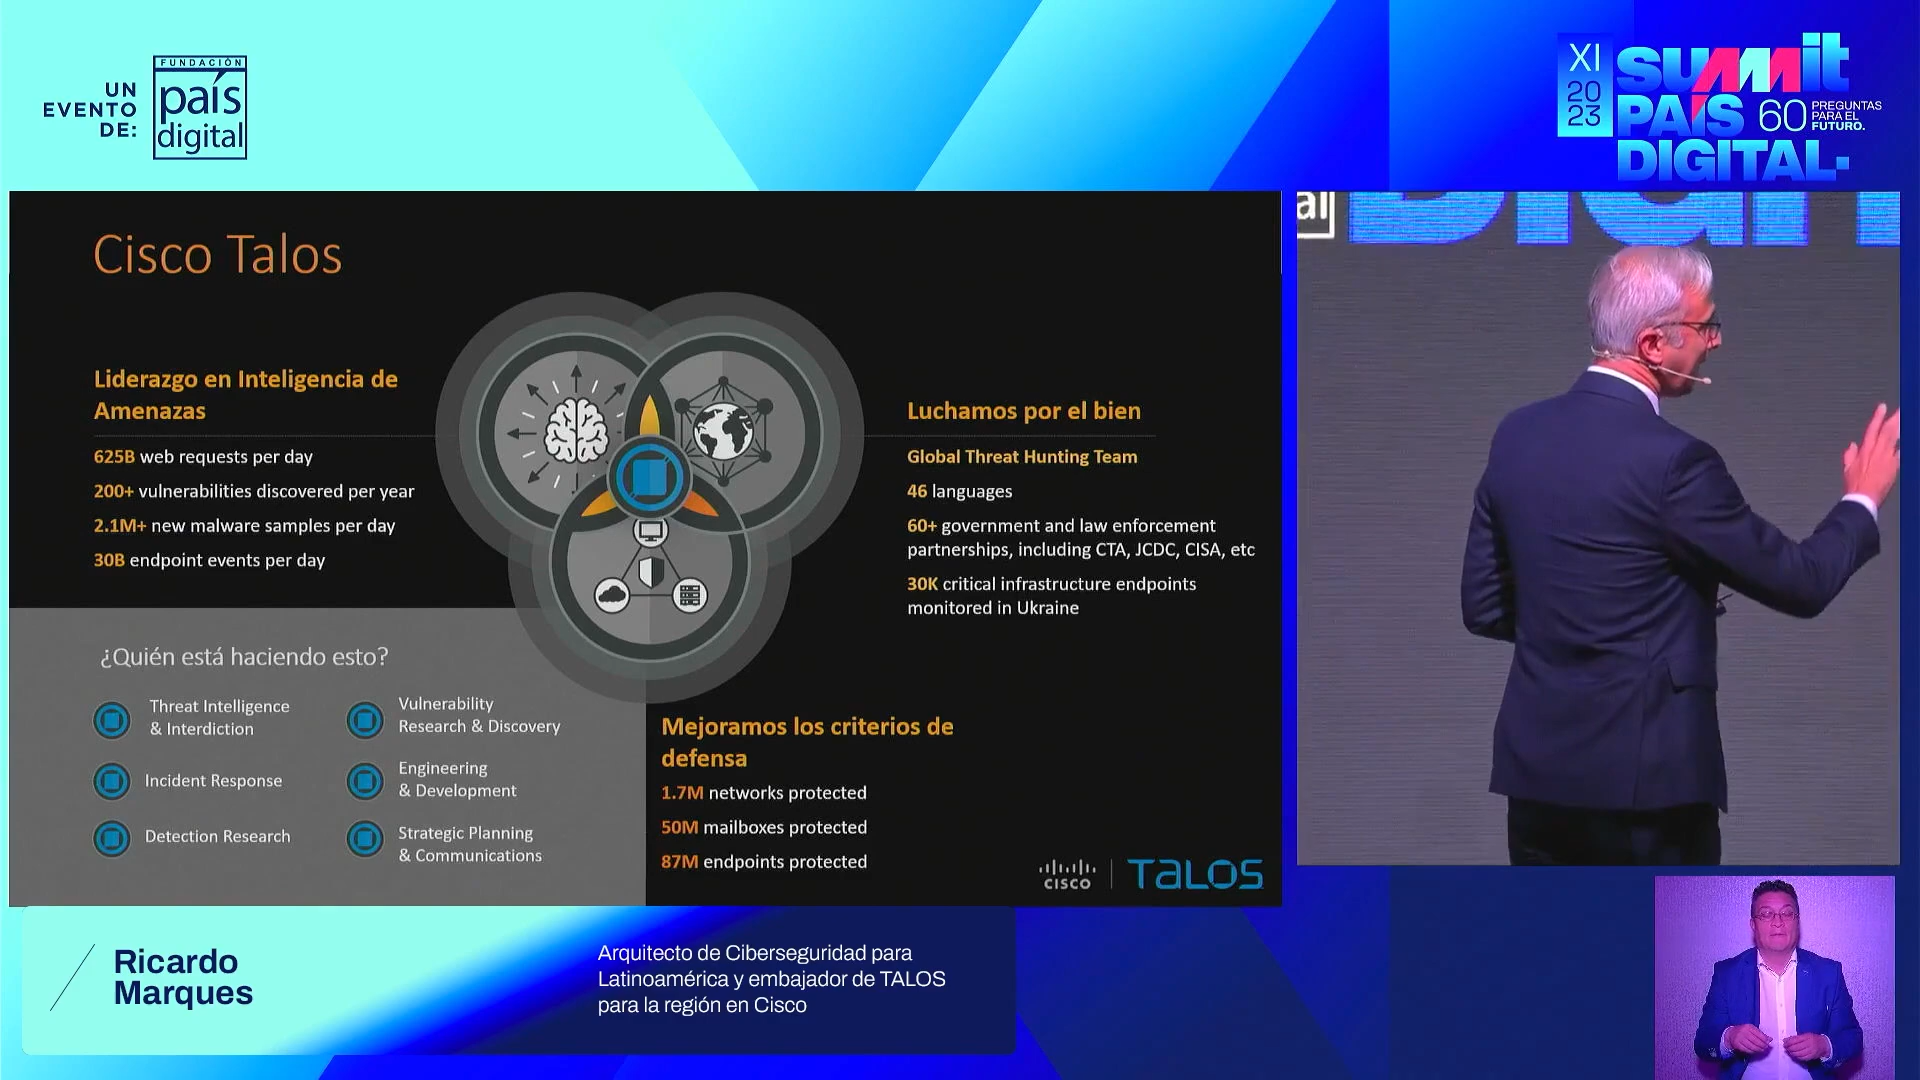 UN
EVENTO
DE:
FUNDACIÓN
país
digital
XI
2023
summit
PAÍS
DIGITAL
60 PREGUNTAS
PARA EL
FUTURO.
Cisco Talos
Liderazgo en Inteligencia de
Amenazas
625B web requests per day
200+ vulnerabilities discovered per year
2.1M+ new malware samples per day
30B endpoint events per day
Luchamos por el bien
Global Threat Hunting Team
46 languages
60+ government and law enforcement
partnerships, including CTA, JCDC, CISA, etc
30K critical infrastructure endpoints
monitored in Ukraine
¿Quién está haciendo esto?
Threat Intelligence
& Interdiction
Vulnerability
Research & Discovery
Incident Response
Engineering
& Development
Detection Research
Strategic Planning
& Communications
Mejoramos los criterios de
defensa
1.7M networks protected
50M mailboxes protected
87M endpoints protected
CISCO
TALOS
Ricardo
Marques
Arquitecto de Ciberseguridad para
Latinoamérica y embajador de TALOS
para la región en Cisco